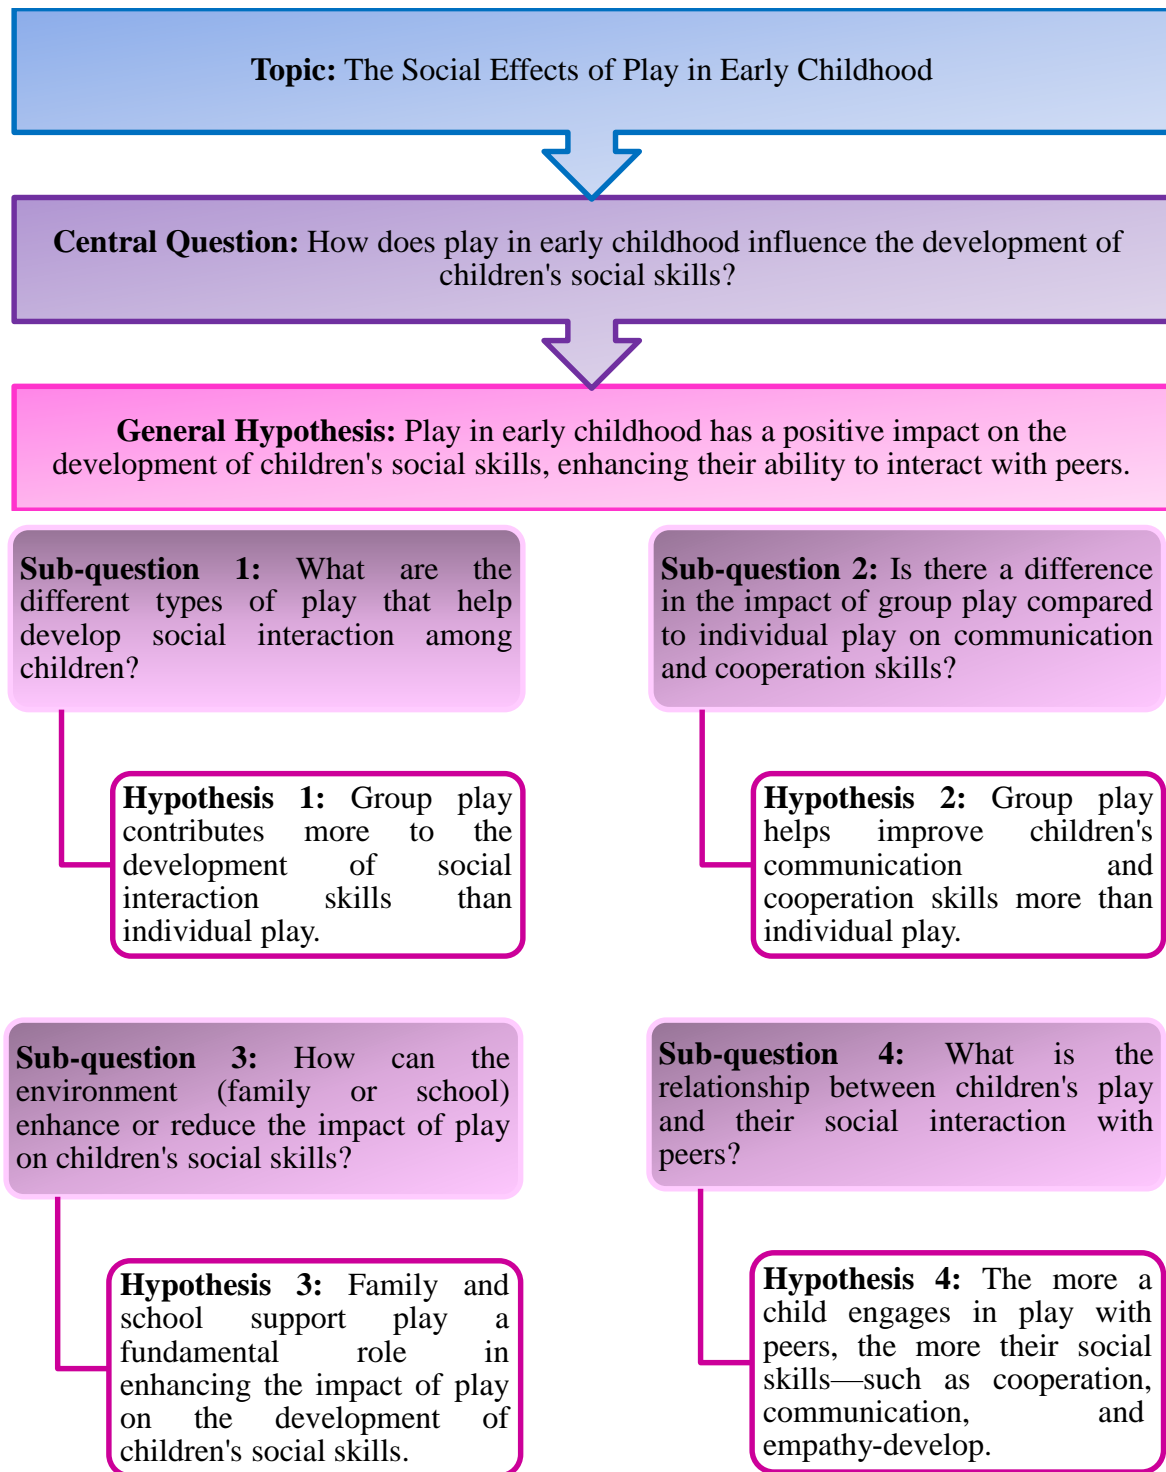 Topic: The Social Effects of Play in Early Childhood
Central Question: How does play in early childhood influence the development of
children's social skills?
General Hypothesis: Play in early childhood has a positive impact on the
development of children's social skills, enhancing their ability to interact with peers.
Sub-question 1: What are the
different types of play that help
develop social interaction among
children?
Hypothesis 1: Group play
contributes more to the
development of social
interaction skills than
individual play.
Sub-question 2: Is there a difference
in the impact of group play compared
to individual play on communication
and cooperation skills?
Hypothesis 2: Group play
helps improve children's
communication and
cooperation skills more than
individual play.
Sub-question 3: How can the
environment (family or school)
enhance or reduce the impact of play
on children's social skills?
Hypothesis 3: Family and
school support play a
fundamental role in
enhancing the impact of play
on the development of
children's social skills.
Sub-question 4: What is the
relationship between children's play
and their social interaction with
peers?
Hypothesis 4: The more a
child engages in play with
peers, the more their social
skills—such as cooperation,
communication, and
empathy-develop.